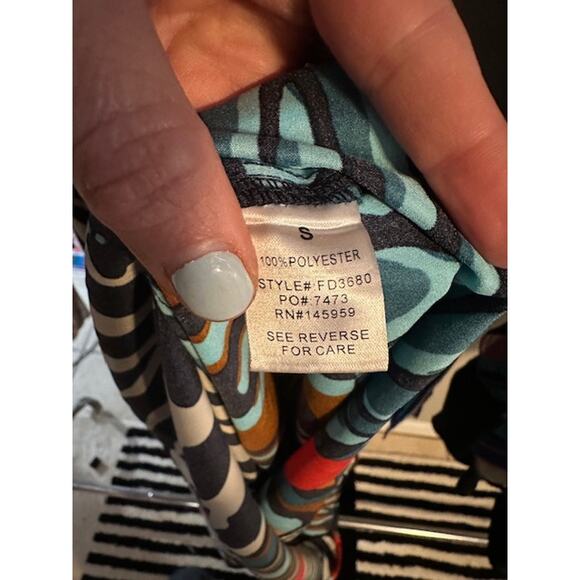 S
100%POLYESTER
STYLE#:FD3680
PO#:7473
RN#145959
SEE REVERSE
FOR CARE